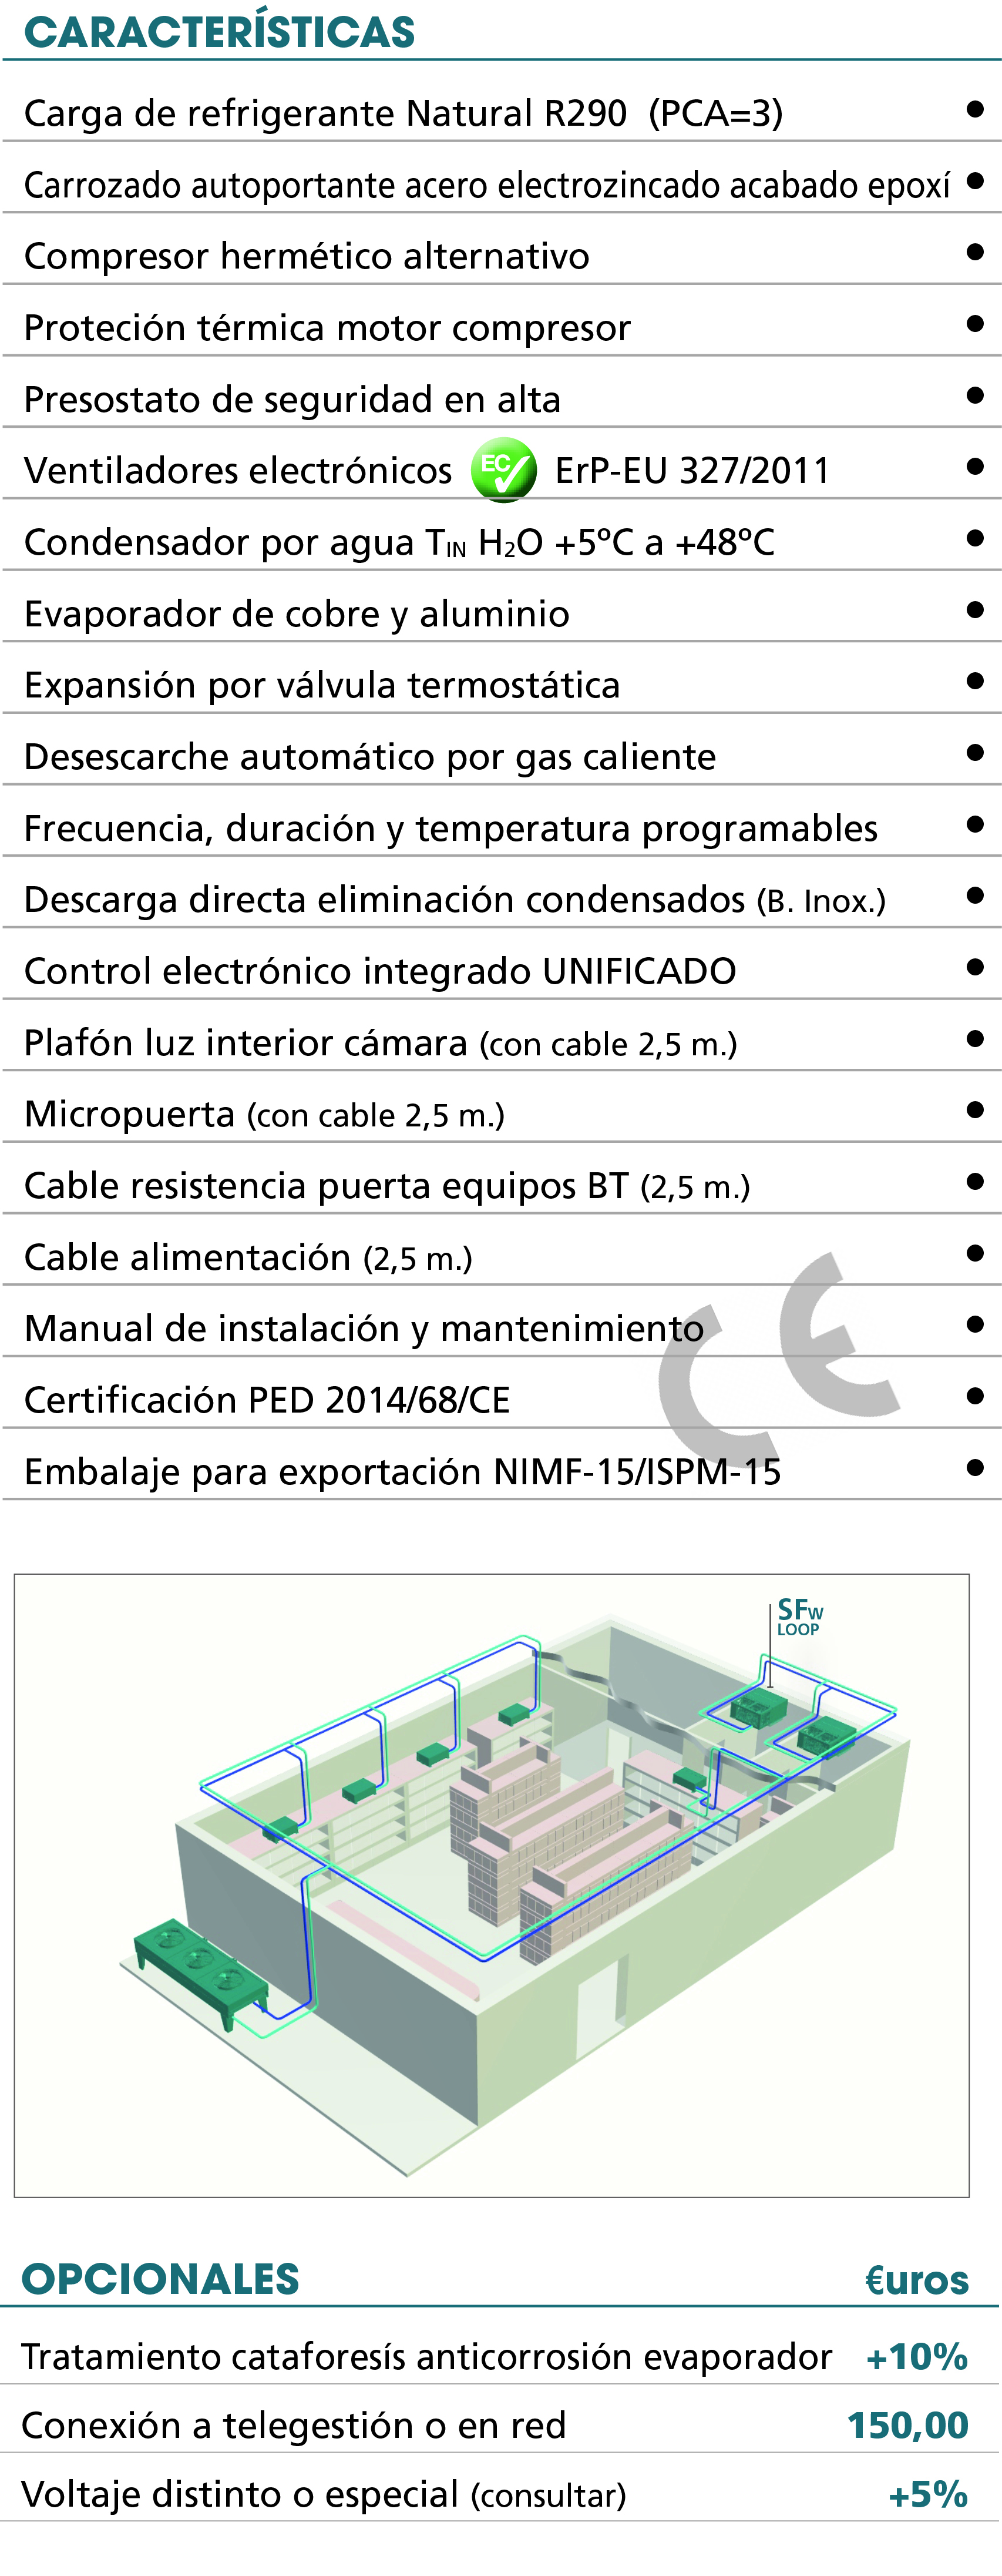 CARACTERÍSTICAS
Carga de refrigerante Natural R290 (PCA=3) ●
Carrozado autoportante acero electrozincado acabado epoxí ●
Compresor hermético alternativo ●
Proteción térmica motor compresor ●
Presostato de seguridad en alta ●
Ventiladores electrónicos EC ErP-EU 327/2011 ●
Condensador por agua TIN H2O +5ºC a +48ºC ●
Evaporador de cobre y aluminio ●
Expansión por válvula termostática ●
Desescarche automático por gas caliente ●
Frecuencia, duración y temperatura programables ●
Descarga directa eliminación condensados (B. Inox.) ●
Control electrónico integrado UNIFICADO ●
Plafón luz interior cámara (con cable 2,5 m.) ●
Micropuerta (con cable 2,5 m.) ●
Cable resistencia puerta equipos BT (2,5 m.) ●
Cable alimentación (2,5 m.) ●
CE
Manual de instalación y mantenimiento ●
Certificación PED 2014/68/CE ●
Embalaje para exportación NIMF-15/ISPM-15 ●
SFW
LOOP
OPCIONALES €uros
Tratamiento cataforesís anticorrosión evaporador +10%
Conexión a telegestión o en red 150,00
Voltaje distinto o especial (consultar) +5%